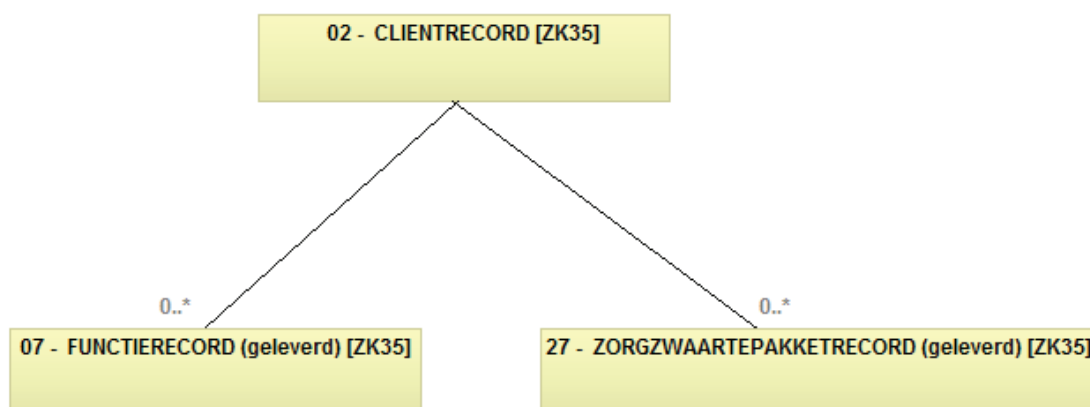 02 - CLIENTRECORD [ZK35]
0..*
0..*
07 - FUNCTIERECORD (geleverd) [ZK35]
27 - ZORGZWAARTEPAKKETRECORD (geleverd) [ZK35]